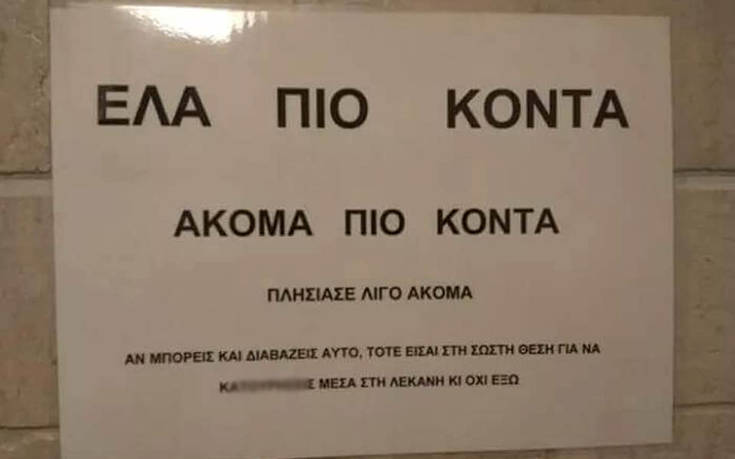 ΕΛΑ ΠΙΟ ΚΟΝΤΑ
ΑΚΟΜΑ ΠΙΟ ΚΟΝΤΑ
ΠΛΗΣΙΑΣΕ ΛΙΓΟ ΑΚΟΜΑ
ΑΝ ΜΠΟΡΕΙΣ ΚΑΙ ΔΙΑΒΑΖΕΙΣ ΑΥΤΟ, ΤΟΤΕ ΕΙΣΑΙ ΣΤΗ ΣΩΣΤΗ ΘΕΣΗ ΓΙΑ ΝΑ
ΜΕΣΑ ΣΤΗ ΛΕΚΑΝΗ ΚΙ ΟΧΙ ΕΞΩ